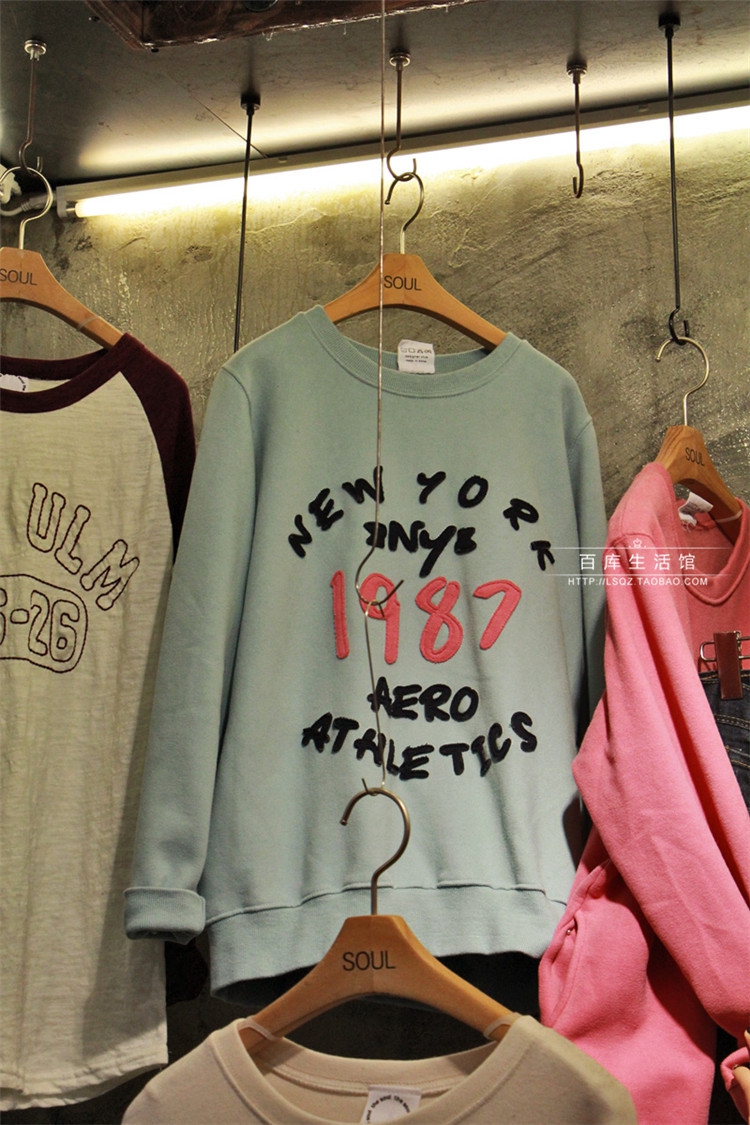 SOUL
SOUL
SOUL
NEW YORK
1987
AERO
ATHLETICS
百库生活馆
HTTP://LSQZ.TAOBAO.COM
ULM
-26
SOUL